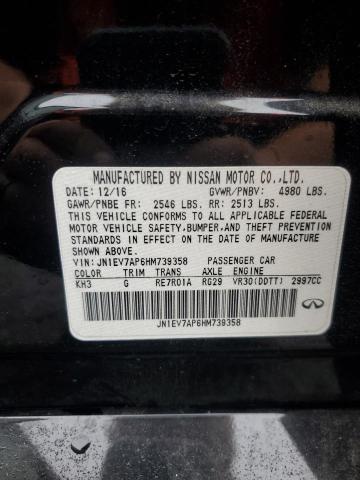 MANUFACTURED BY NISSAN MOTOR CO.,LTD.
DATE: 12/16 GVWR/PNBV: 4980 LBS.
GAWR/PNBE FR: 2546 LBS. RR: 2513 LBS.
THIS VEHICLE CONFORMS TO ALL APPLICABLE FEDERAL
MOTOR VEHICLE SAFETY,BUMPER,AND THEFT PREVENTION
STANDARDS IN EFFECT ON THE DATE OF MANUFACTURE
SHOWN ABOVE.
VIN: JN1EV7AP6HM739358 PASSENGER CAR
COLOR TRIM TRANS AXLE ENGINE
KH3 G RE7R01A RG29 VR30(DDTT) 2997CC
JN1EV7AP6HM739358